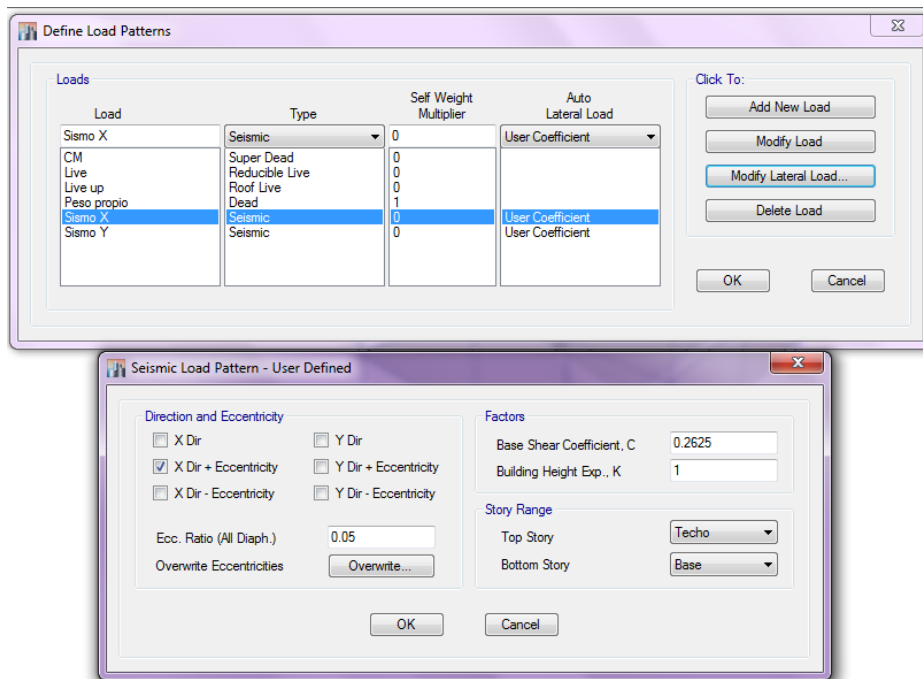 Define Load Patterns
Loads
Click To:
Load Type Self Weight Multiplier Auto Lateral Load
Sismo X Seismic 0 User Coefficient
CM Super Dead 0
Live Reducible Live 0
Live up Roof Live 0
Peso propio Dead 1
Sismo X Seismic 0 User Coefficient
Sismo Y Seismic 0 User Coefficient
Add New Load
Modify Load
Modify Lateral Load...
Delete Load
OK Cancel
Seismic Load Pattern - User Defined
Direction and Eccentricity
X Dir Y Dir
X Dir + Eccentricity Y Dir + Eccentricity
X Dir - Eccentricity Y Dir - Eccentricity
Ecc. Ratio (All Diaph.) 0.05
Overwrite Eccentricities Overwrite...
Factors
Base Shear Coefficient, C 0.2625
Building Height Exp., K 1
Story Range
Top Story Techo
Bottom Story Base
OK Cancel